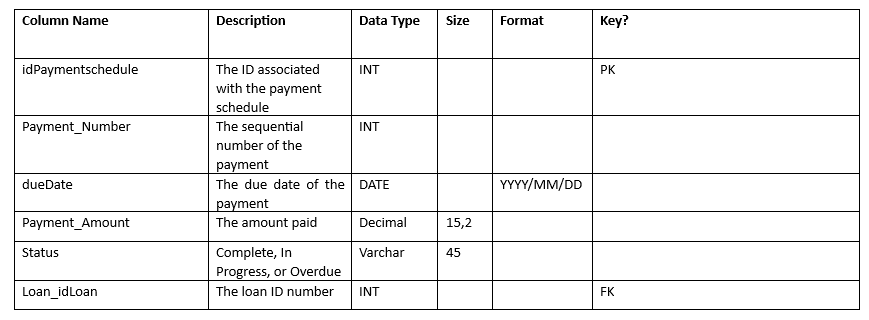 Column Name Description Data Type Size Format Key?
idPaymentschedule The ID associated INT PK
with the payment
schedule
Payment_Number The sequential INT
number of the
payment
dueDate The due date of the DATE YYYY/MM/DD
payment
Payment_Amount The amount paid Decimal 15,2
Status Complete, In Varchar 45
Progress, or Overdue
Loan_idLoan The loan ID number INT FK